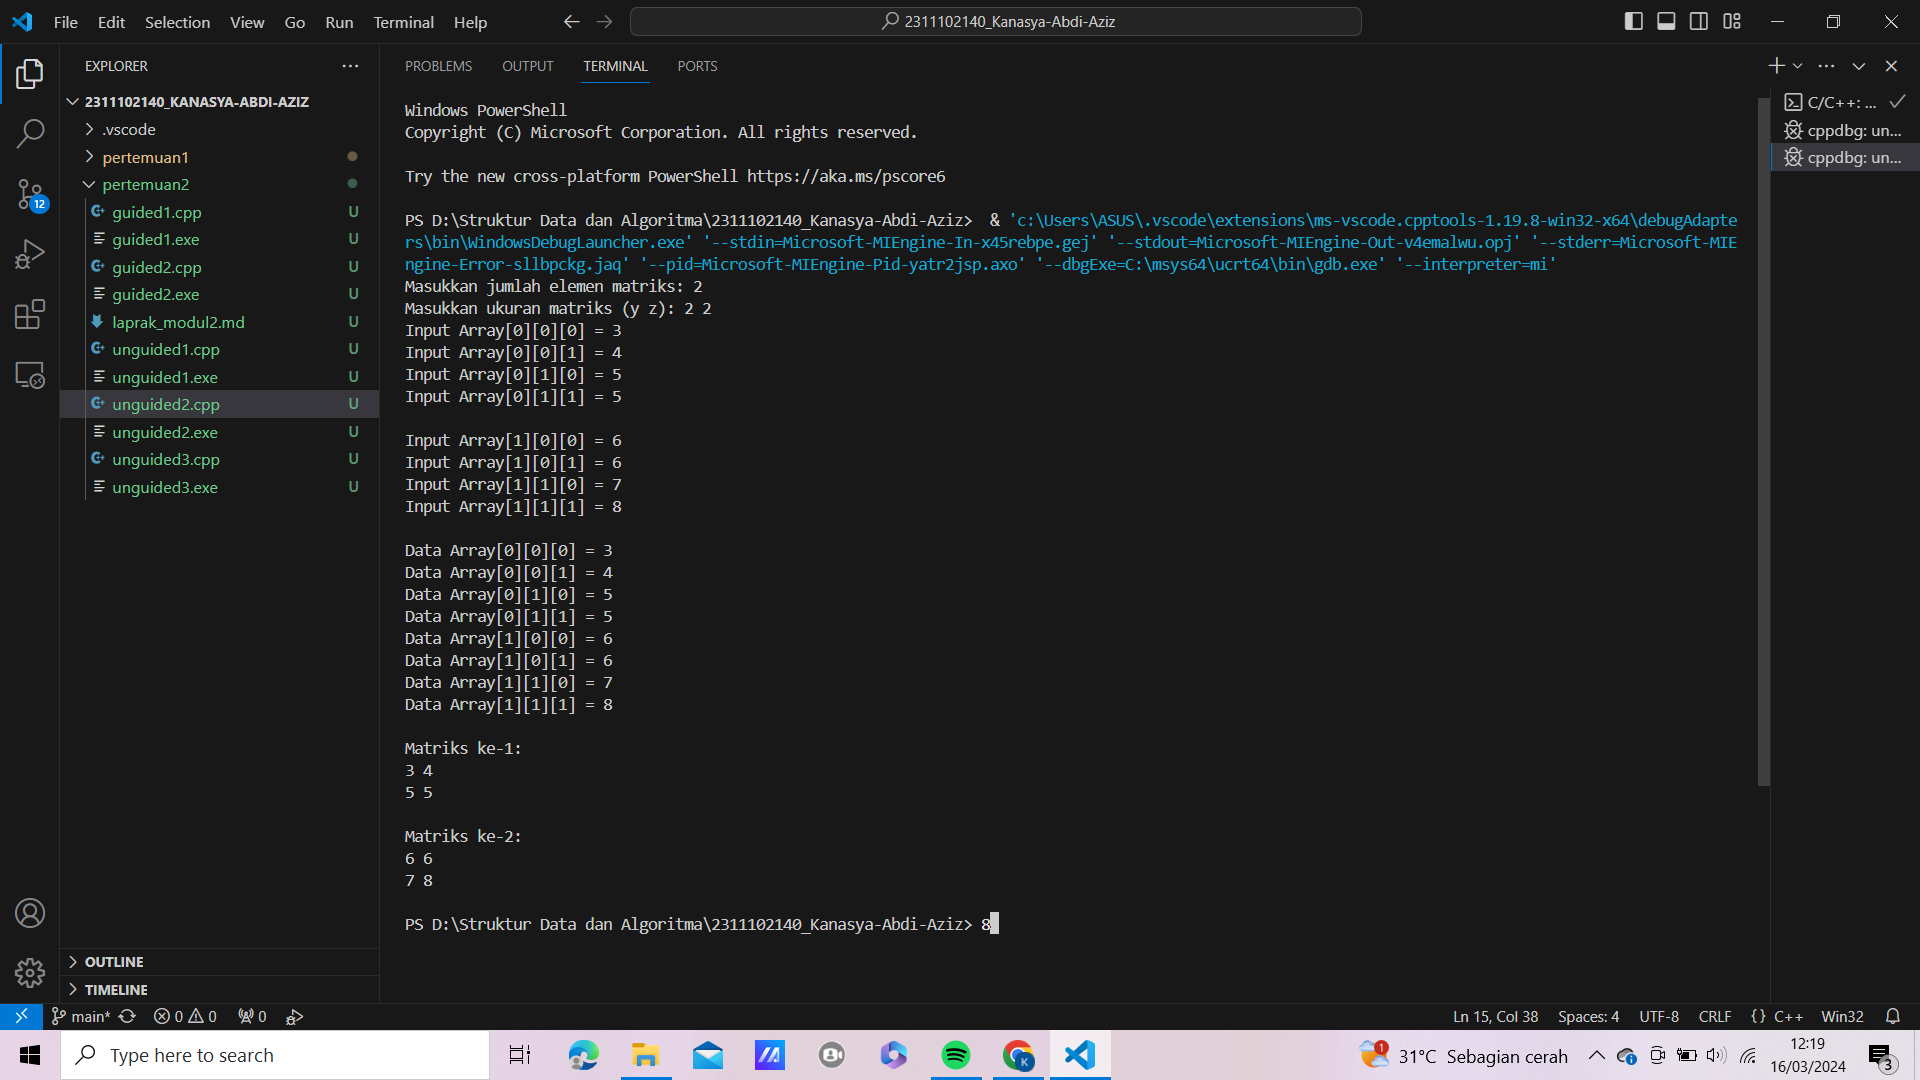 File Edit Selection View Go Run Terminal Help
2311102140_Kanasya-Abdi-Aziz
EXPLORER
2311102140_KANASYA-ABDI-AZIZ
.vscode
pertemuan1
pertemuan2
guided1.cpp U
guided1.exe U
guided2.cpp U
guided2.exe U
laprak_modul2.md U
unguided1.cpp U
unguided1.exe U
unguided2.cpp U
unguided2.exe U
unguided3.cpp U
unguided3.exe U
12
OUTLINE
TIMELINE
PROBLEMS OUTPUT TERMINAL PORTS
Windows PowerShell
Copyright (C) Microsoft Corporation. All rights reserved.
Try the new cross-platform PowerShell https://aka.ms/pscore6
PS D:\Struktur Data dan Algoritma\2311102140_Kanasya-Abdi-Aziz>  & 'c:\Users\ASUS\.vscode\extensions\ms-vscode.cpptools-1.19.8-win32-x64\debugAdapte
rs\bin\WindowsDebugLauncher.exe' '--stdin=Microsoft-MIEngine-In-x45rebpe.gej' '--stdout=Microsoft-MIEngine-Out-v4emalwu.opj' '--stderr=Microsoft-MIE
ngine-Error-sllbpckg.jaq' '--pid=Microsoft-MIEngine-Pid-yatr2jsp.axo' '--dbgExe=C:\msys64\ucrt64\bin\gdb.exe' '--interpreter=mi'
Masukkan jumlah elemen matriks: 2
Masukkan ukuran matriks (y z): 2 2
Input Array[0][0][0] = 3
Input Array[0][0][1] = 4
Input Array[0][1][0] = 5
Input Array[0][1][1] = 5
Input Array[1][0][0] = 6
Input Array[1][0][1] = 6
Input Array[1][1][0] = 7
Input Array[1][1][1] = 8
Data Array[0][0][0] = 3
Data Array[0][0][1] = 4
Data Array[0][1][0] = 5
Data Array[0][1][1] = 5
Data Array[1][0][0] = 6
Data Array[1][0][1] = 6
Data Array[1][1][0] = 7
Data Array[1][1][1] = 8
Matriks ke-1:
3 4
5 5
Matriks ke-2:
6 6
7 8
PS D:\Struktur Data dan Algoritma\2311102140_Kanasya-Abdi-Aziz> 8
C/C++: ...
cppdbg: un...
cppdbg: un...
main* 0 0 0
Ln 15, Col 38 Spaces: 4 UTF-8 CRLF {} C++ Win32
Type here to search
1
31°C Sebagian cerah
12:19
16/03/2024
3